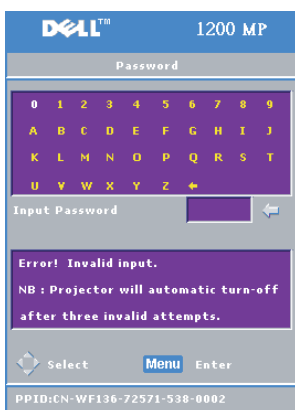 DELL™ 1200 MP
Password
0 1 2 3 4 5 6 7 8 9
A B C D E F G H I J
K L M N O P Q R S T
U V W X Y Z ←
Input Password
Error! Invalid input.
NB : Projector will automatic turn-off
after three invalid attempts.
Select Menu Enter
PPID:CN-WF136-72571-538-0002